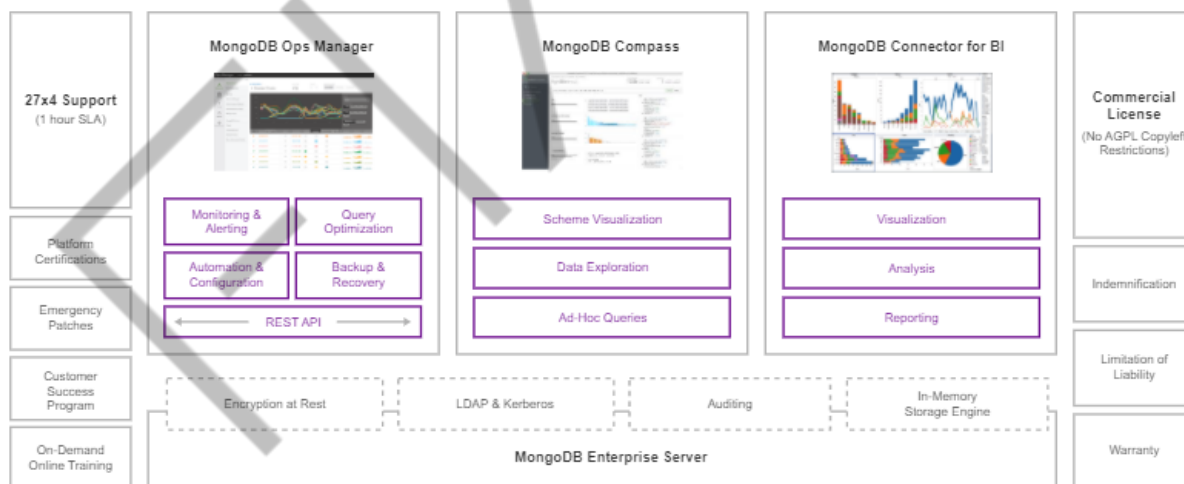 27x4 Support
(1 hour SLA)
Platform
Certifications
Emergency
Patches
Customer
Success
Program
On-Demand
Online Training
MongoDB Ops Manager
Monitoring &
Alerting
Query
Optimization
Automation &
Configuration
Backup &
Recovery
REST API
MongoDB Compass
Scheme Visualization
Data Exploration
Ad-Hoc Queries
MongoDB Connector for BI
Visualization
Analysis
Reporting
Encryption at Rest
LDAP & Kerberos
Auditing
In-Memory
Storage Engine
MongoDB Enterprise Server
Commercial
License
(No AGPL Copylef
Restrictions)
Indemnification
Limitation of
Liability
Warranty